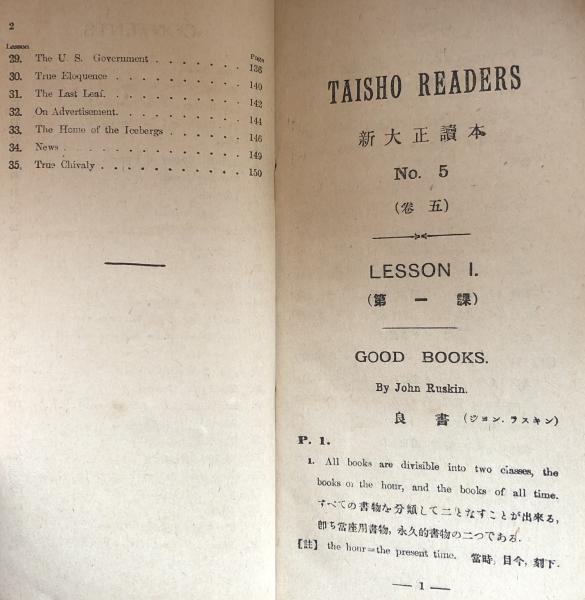 2
Lesson
Page
29. The U. S. Government . . . . . . 136
30. True Eloquence . . . . . . . . 140
31. The Last Leaf. . . . . . . . . 142
32. On Advertisement. . . . . . . . 144
33. The Home of the Icebergs . . . . . 146
34. News . . . . . . . . . . . 149
35. True Chivaly . . . . . . . . . 150
TAISHO READERS
新大正讀本
No. 5
(卷五)
LESSON I.
(第一課)
GOOD BOOKS.
By John Ruskin.
良書 (ジョン.ラスキン)
P. 1.
1. All books are divisible into two classes, the
books of the hour, and the books of all time.
すべての書物を分類して二となすことが出來る,
卽ち當座用書物, 永久的書物の二つである.
【註】 the hour=the present time. 當時, 目今, 刻下.
— 1 —